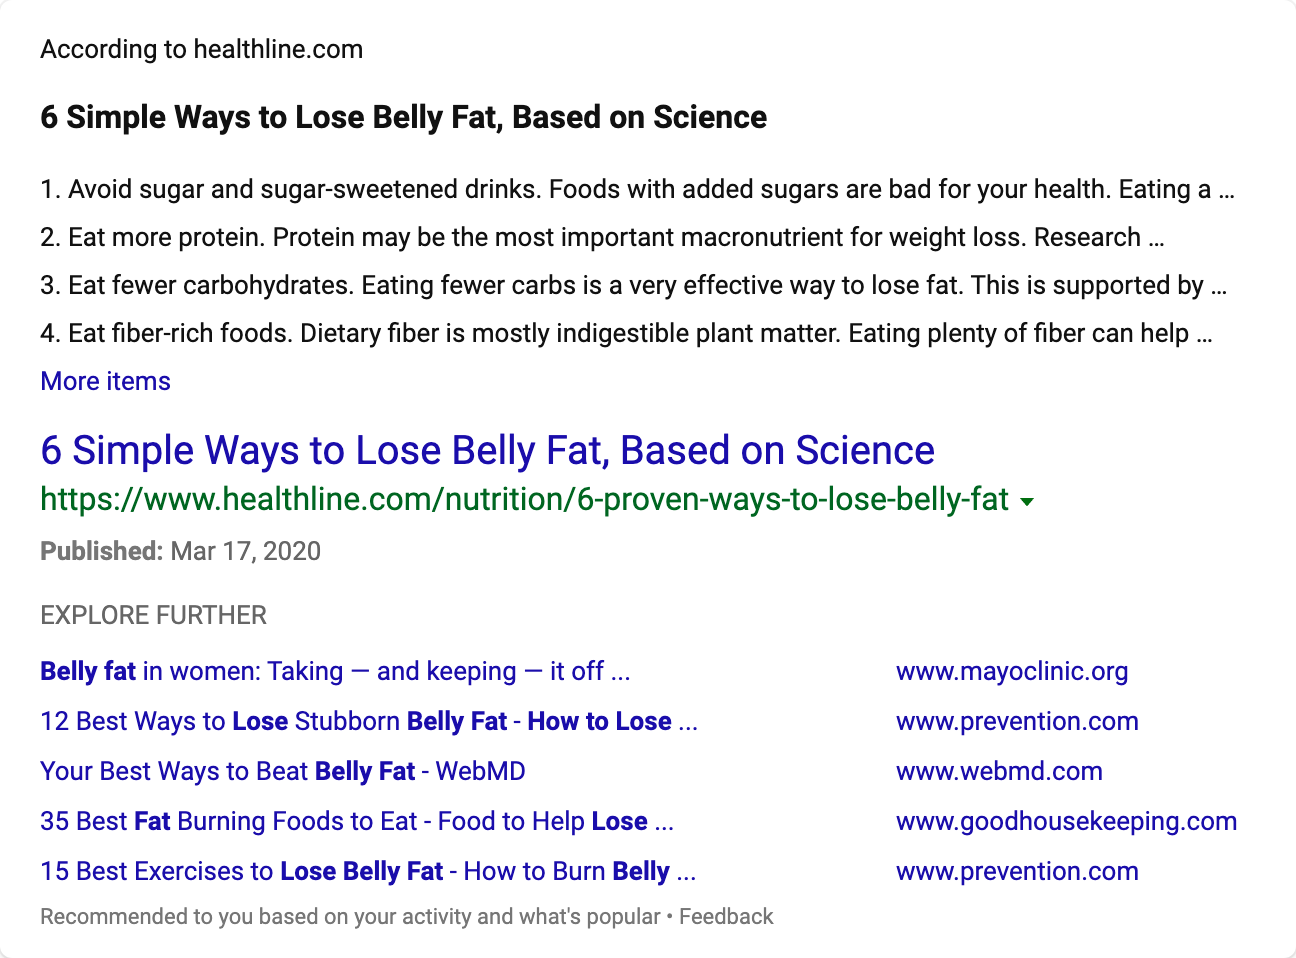 According to healthline.com
6 Simple Ways to Lose Belly Fat, Based on Science
1. Avoid sugar and sugar-sweetened drinks. Foods with added sugars are bad for your health. Eating a ...
2. Eat more protein. Protein may be the most important macronutrient for weight loss. Research ...
3. Eat fewer carbohydrates. Eating fewer carbs is a very effective way to lose fat. This is supported by ...
4. Eat fiber-rich foods. Dietary fiber is mostly indigestible plant matter. Eating plenty of fiber can help ...
More items
6 Simple Ways to Lose Belly Fat, Based on Science
https://www.healthline.com/nutrition/6-proven-ways-to-lose-belly-fat
Published: Mar 17, 2020
EXPLORE FURTHER
Belly fat in women: Taking — and keeping — it off ... www.mayoclinic.org
12 Best Ways to Lose Stubborn Belly Fat - How to Lose ... www.prevention.com
Your Best Ways to Beat Belly Fat - WebMD www.webmd.com
35 Best Fat Burning Foods to Eat - Food to Help Lose ... www.goodhousekeeping.com
15 Best Exercises to Lose Belly Fat - How to Burn Belly ... www.prevention.com
Recommended to you based on your activity and what's popular • Feedback